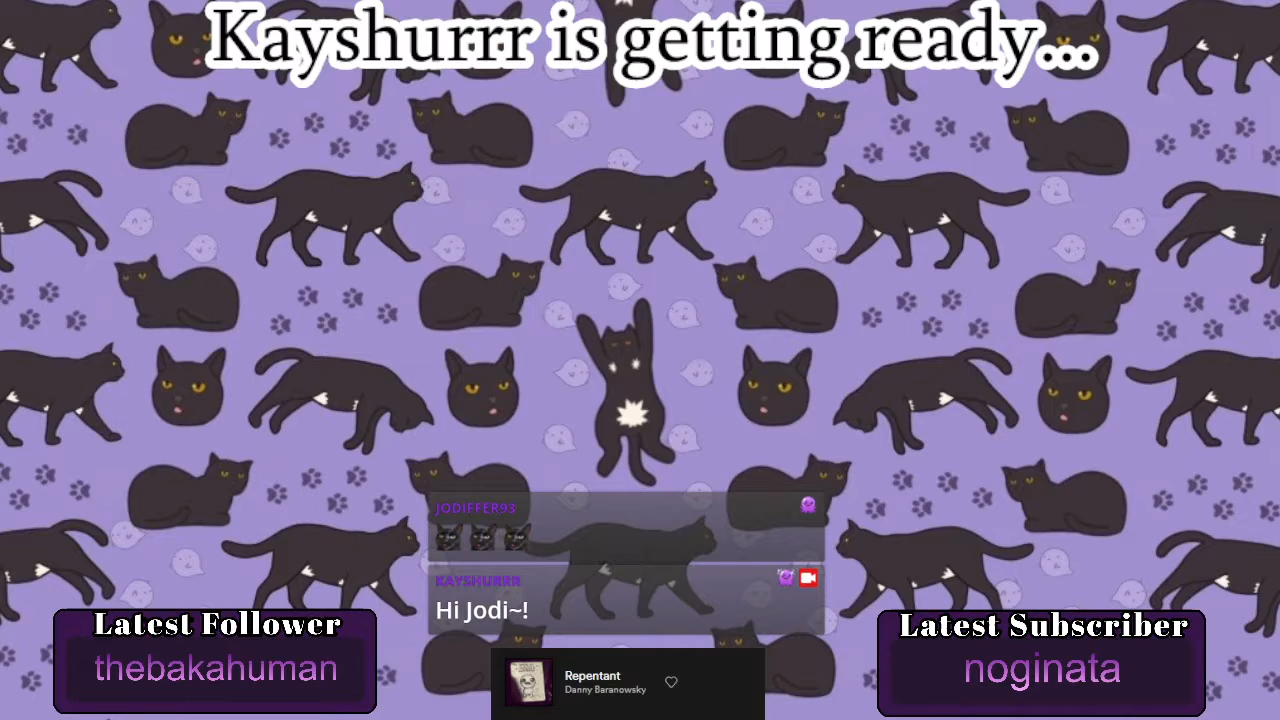 Kayshurrr is getting ready...
JODIFFER93
KAYSHURRR
Hi Jodi~!
Latest Follower
thebakahuman
Latest Subscriber
noginata
Repentant
Danny Baranowsky